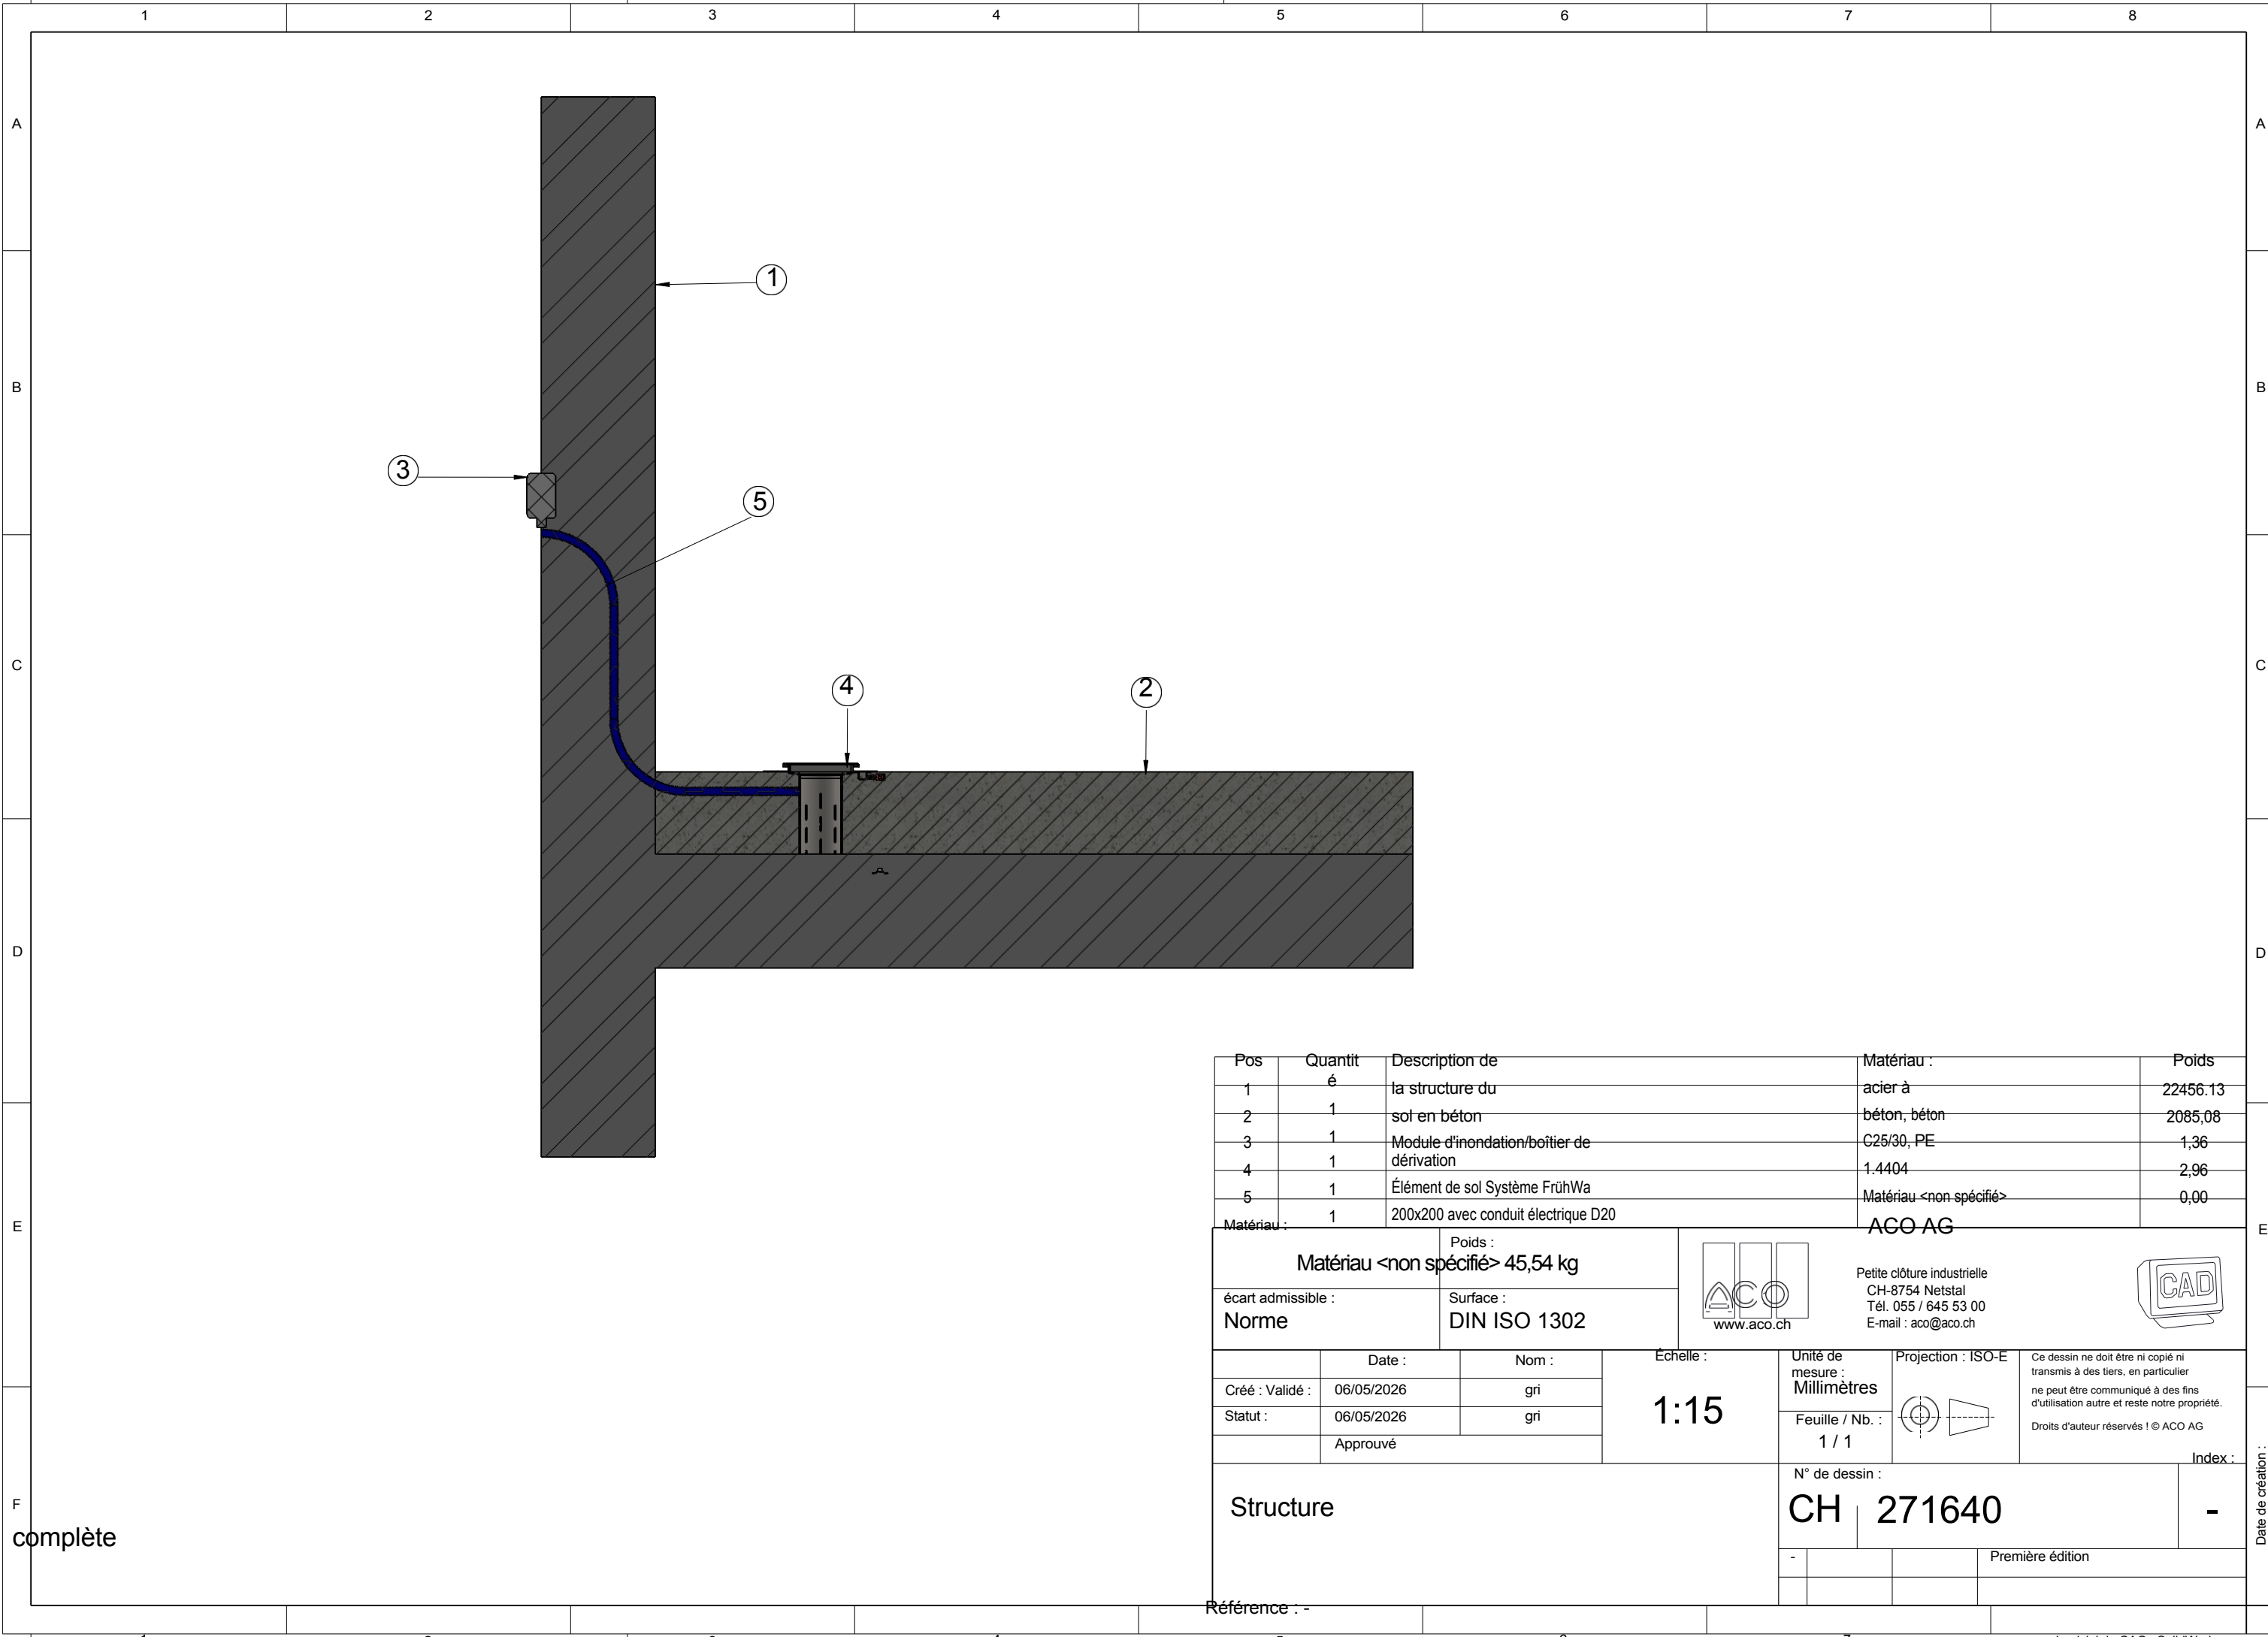 1 2 3 4 5 6 7 8
A A
1
B B
3
5
C C
4
2
D D
Pos Quantit é Description de Matériau : Poids
1 la structure du acier à 22456.13
1
2 sol en béton béton, béton 2085,08
3 1 Module d'inondation/boîtier de C25/30, PE 1,36
1 dérivation
4 1.4404 2,96
1 Élément de sol Système FrühWa
5 Matériau <non spécifié> 0,00
1 200x200 avec conduit électrique D20
E E
Matériau :
ACO AG
Poids :
Matériau <non spécifié> 45,54 kg
écart admissible :
Norme
Surface :
DIN ISO 1302
ACO
www.aco.ch
Petite clôture industrielle
CH-8754 Netstal
Tél. 055 / 645 53 00
E-mail : aco@aco.ch
CAD
Date : Nom :
Créé : Validé : 06/05/2026 gri
Statut : 06/05/2026 gri
Approuvé
Échelle :
1:15
Unité de
mesure :
Millimètres
Feuille / Nb. :
1 / 1
Projection : ISO-E
Ce dessin ne doit être ni copié ni
transmis à des tiers, en particulier
ne peut être communiqué à des fins
d'utilisation autre et reste notre propriété.
Droits d'auteur réservés ! © ACO AG
Index :
F
complète
Structure
N° de dessin :
CH 271640 -
- Première édition
Référence : -
Date de création :